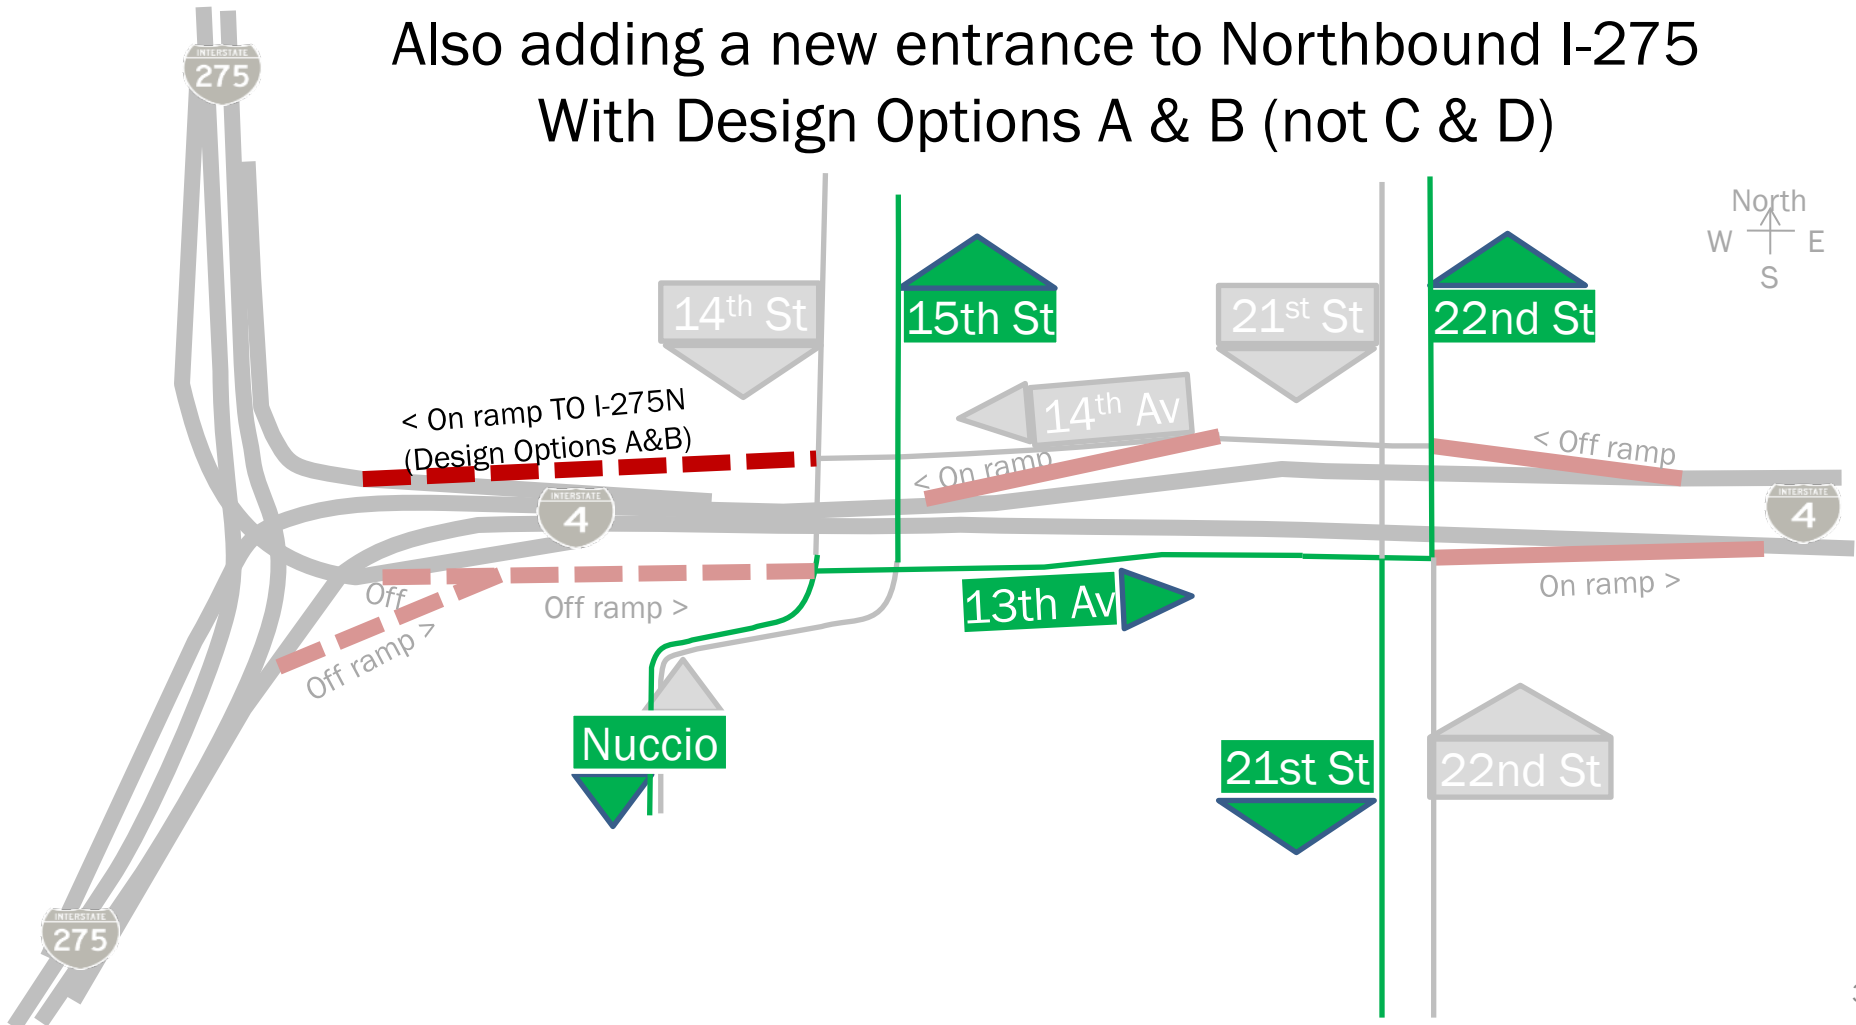 Also adding a new entrance to Northbound I-275
With Design Options A & B (not C & D)
INTERSTATE
275
North
W E
S
14th St
15th St
21st St
22nd St
< On ramp TO I-275N
(Design Options A&B)
14th Av
< On ramp
< Off ramp
INTERSTATE
4
INTERSTATE
4
Off
Off ramp >
Off ramp >
13th Av
On ramp >
Nuccio
21st St
22nd St
INTERSTATE
275